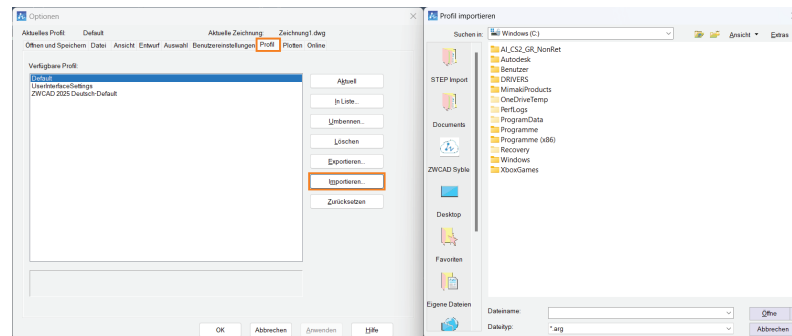 Optionen
Aktuelles Profil: Default Aktuelle Zeichnung: Zeichnung1.dwg
Öffnen und Speichern Datei Ansicht Entwurf Auswahl Benutzereinstellungen Profil Plotten Online
Verfügbare Profil:
Default
UserInterfaceSettings
ZWCAD 2025 Deutsch-Default
Aktuell
In Liste...
Umbennen...
Löschen
Exportieren...
Importieren...
Zurücksetzen
OK Abbrechen Anwenden Hilfe
Profil importieren
Suchen in: Windows (C:) Ansicht Extras
STEP Import
Documents
ZWCAD Syble
Desktop
Favoriten
Eigene Dateien
AI_CS2_GR_NonRet
Autodesk
Benutzer
DRIVERS
MimakiProducts
OneDriveTemp
PerfLogs
ProgramData
Programme
Programme (x86)
Recovery
Windows
XboxGames
Dateiname: Öffne
Dateityp: *.arg Abbrechen